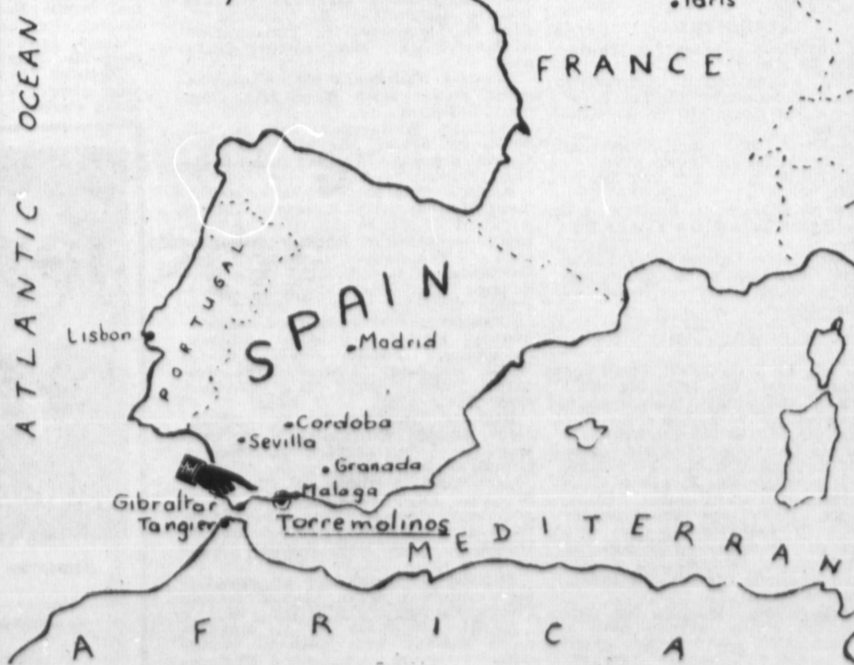 Paris
FRANCE
ATLANTIC OCEAN
PORTUGAL
SPAIN
Lisbon
Madrid
Cordoba
Sevilla
Granada
Malaga
Gibraltar
Tangier
Torremolinos
MEDITERRAN
AFRICA